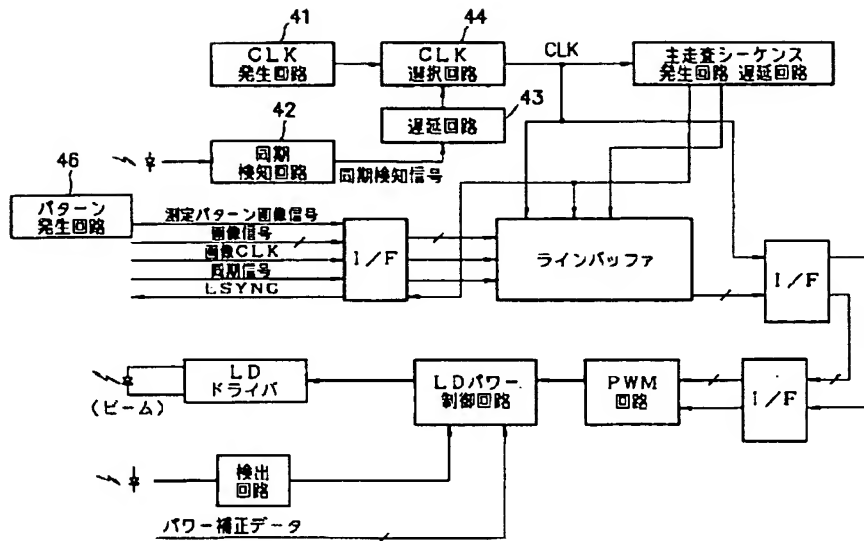 41
44
CLK
発生回路
CLK
選択回路
CLK
主走査シーケンス
発生回路 遅延回路
42
43
遅延回路
同期
検知回路
同期検知信号
46
パターン
発生回路
測定パターン画像信号
画像信号
画像CLK
同期信号
LSYNC
I/F
ラインバッファ
I/F
LD
ドライバ
(ビーム)
LDパワー
制御回路
PWM
回路
I/F
検出
回路
パワー補正データ